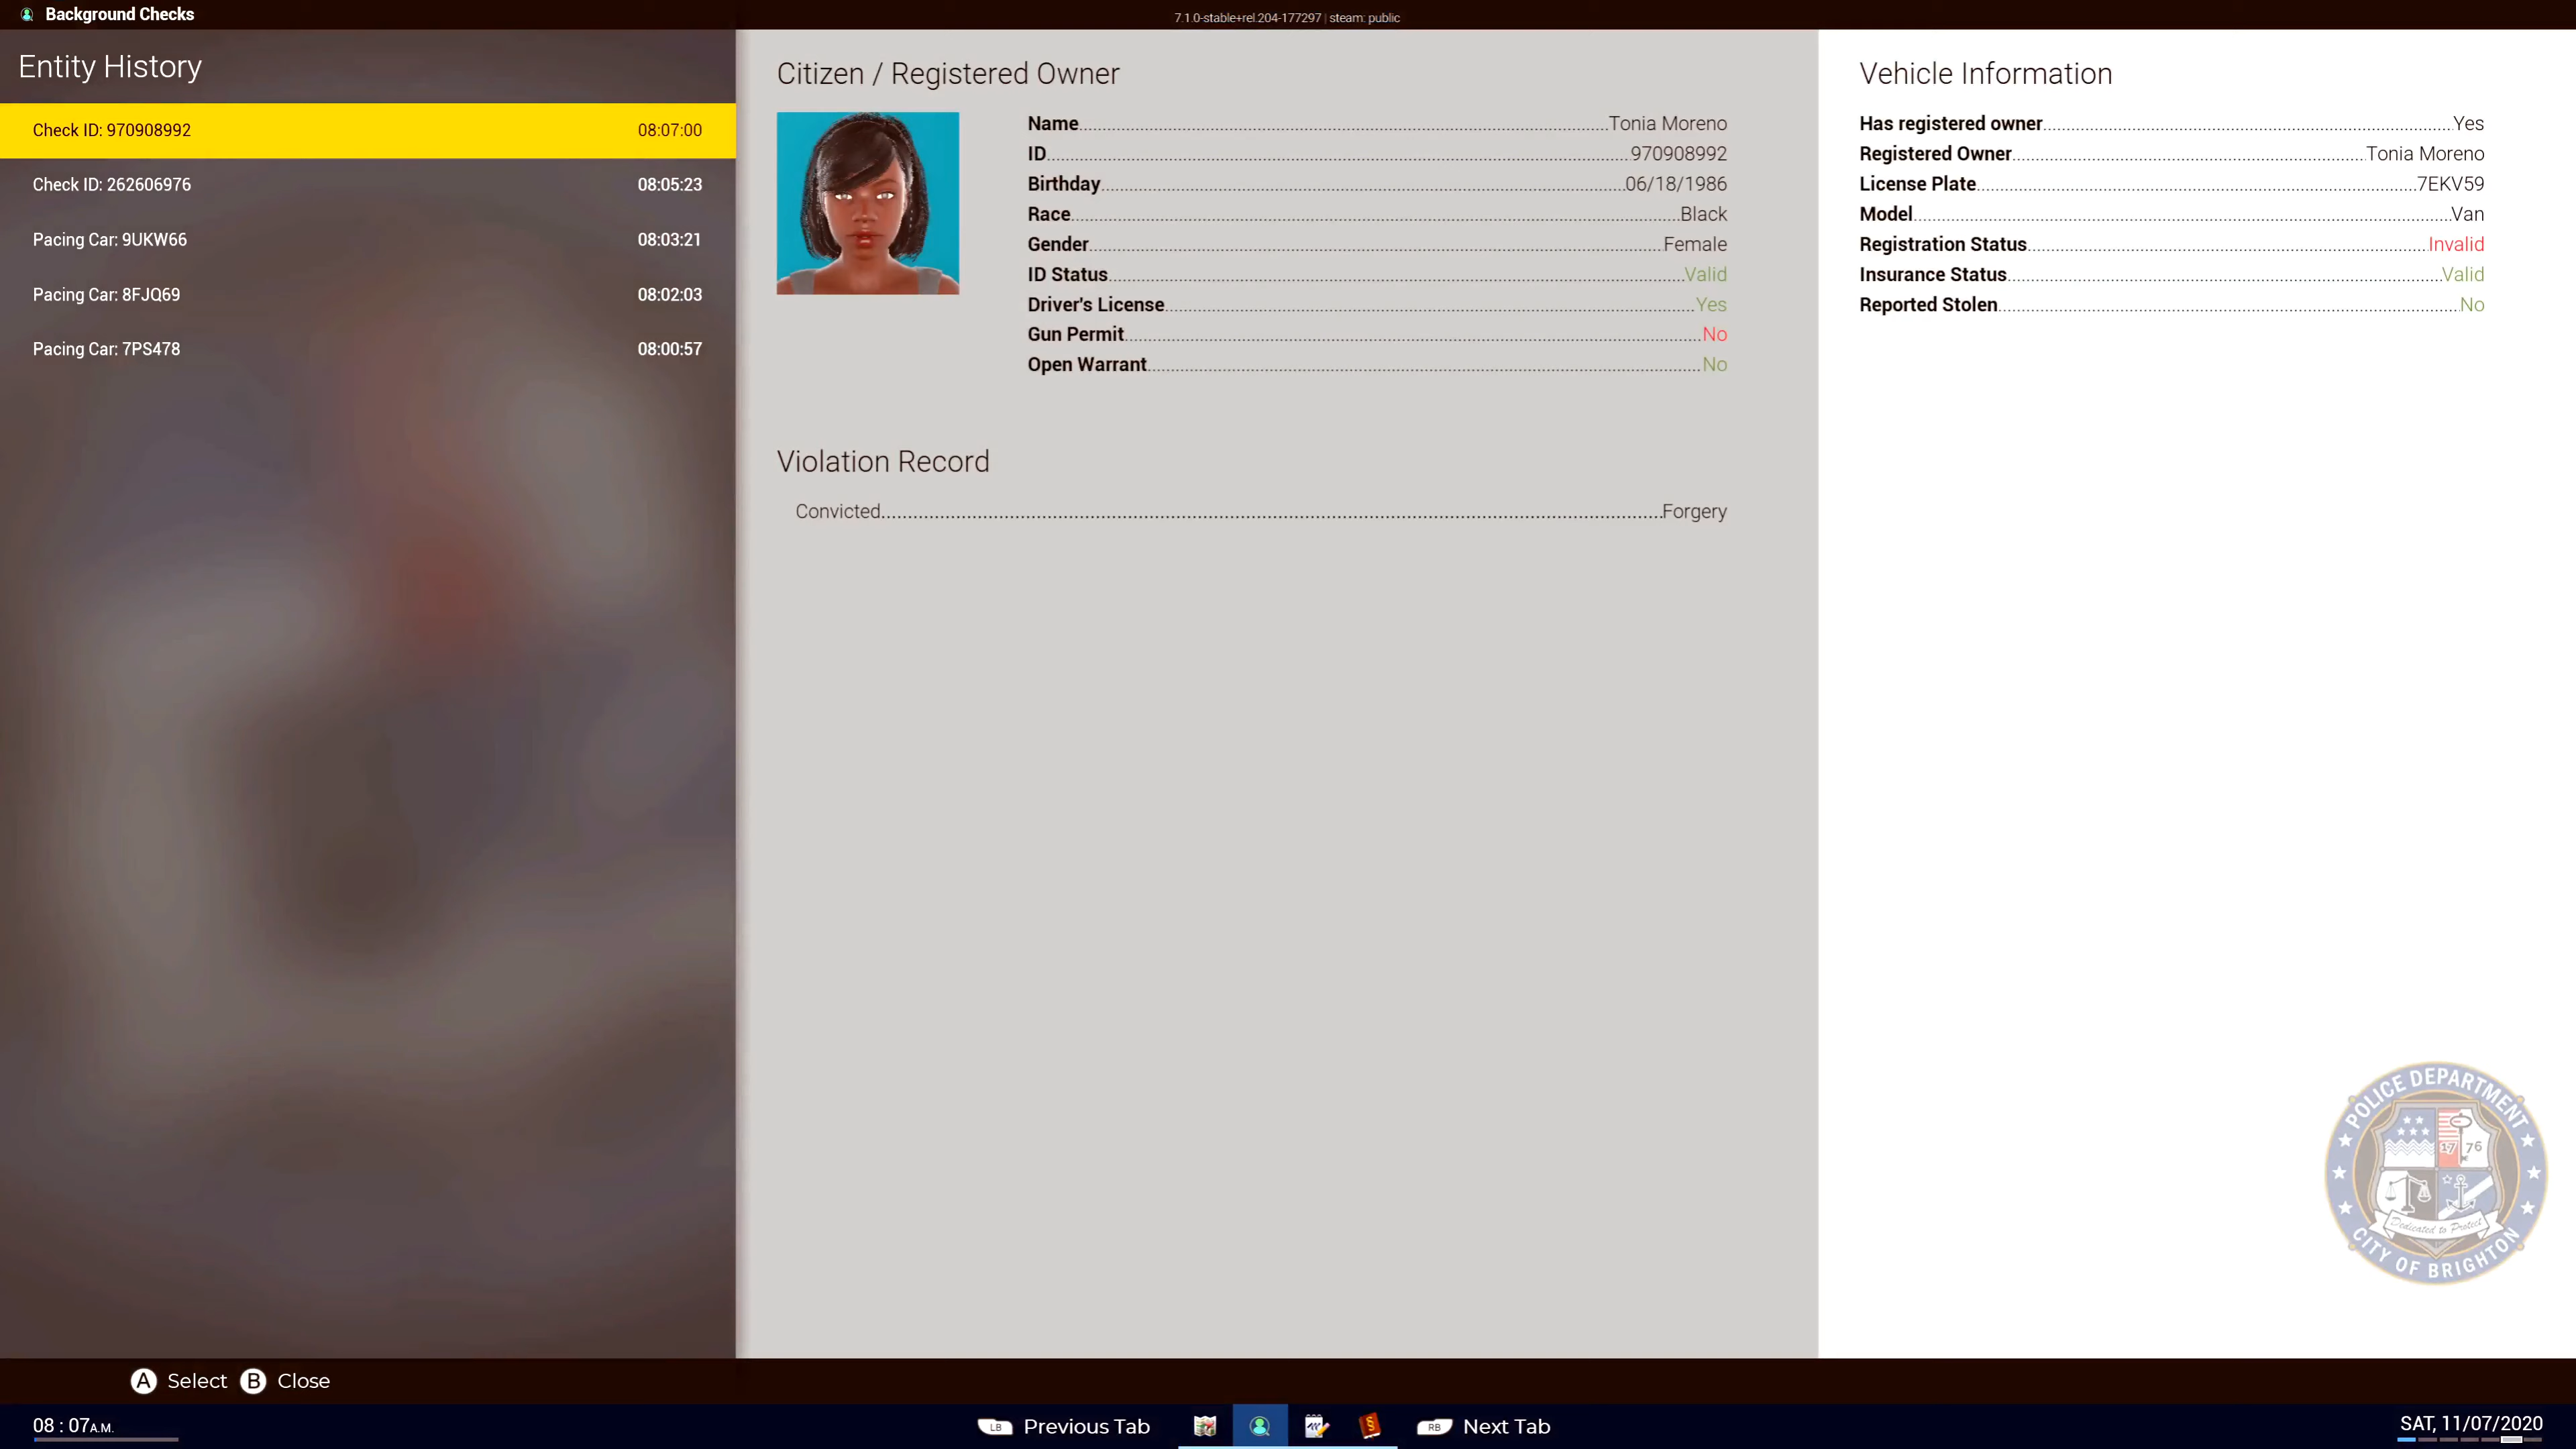 Background Checks
7.1.0-stable+rel.204-177297 | steam: public
Entity History
Check ID: 970908992 08:07:00
Check ID: 262606976 08:05:23
Pacing Car: 9UKW66 08:03:21
Pacing Car: 8FJQ69 08:02:03
Pacing Car: 7PS478 08:00:57
Citizen / Registered Owner
Name Tonia Moreno
ID 970908992
Birthday 06/18/1986
Race Black
Gender Female
ID Status Valid
Driver's License Yes
Gun Permit No
Open Warrant No
Violation Record
Convicted Forgery
Vehicle Information
Has registered owner Yes
Registered Owner Tonia Moreno
License Plate 7EKV59
Model Van
Registration Status Invalid
Insurance Status Valid
Reported Stolen No
POLICE DEPARTMENT
17 76
Dedicated to Protect
CITY OF BRIGHTON
A Select B Close
08 : 07 A.M.
LB Previous Tab
RB Next Tab
SAT, 11/07/2020